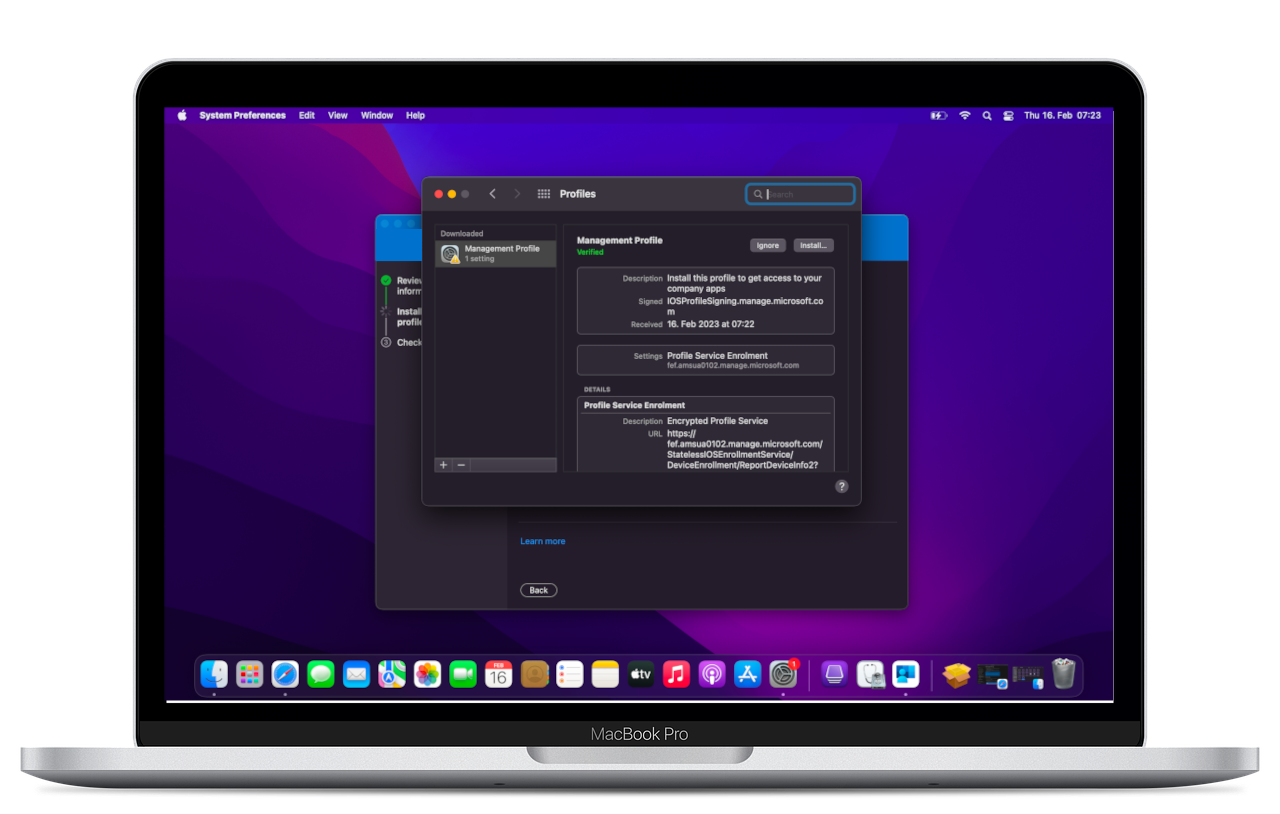 System Preferences Edit View Window Help
Thu 16. Feb 07:23
Profiles
Search
Downloaded
Management Profile
1 setting
Management Profile
Verified
Ignore
Install...
Description Install this profile to get access to your
company apps
Signed IOSProfileSigning.manage.microsoft.co
m
Received 16. Feb 2023 at 07:22
Settings Profile Service Enrolment
fef.amsua0102.manage.microsoft.com
DETAILS
Profile Service Enrolment
Description Encrypted Profile Service
URL https://
fef.amsua0102.manage.microsoft.com/
StatelessIOSEnrollmentService/
DeviceEnrollment/ReportDeviceInfo2?
?
Review
inform
Install
profile
3 Check
Learn more
Back
FEB
16
tv
1
MacBook Pro